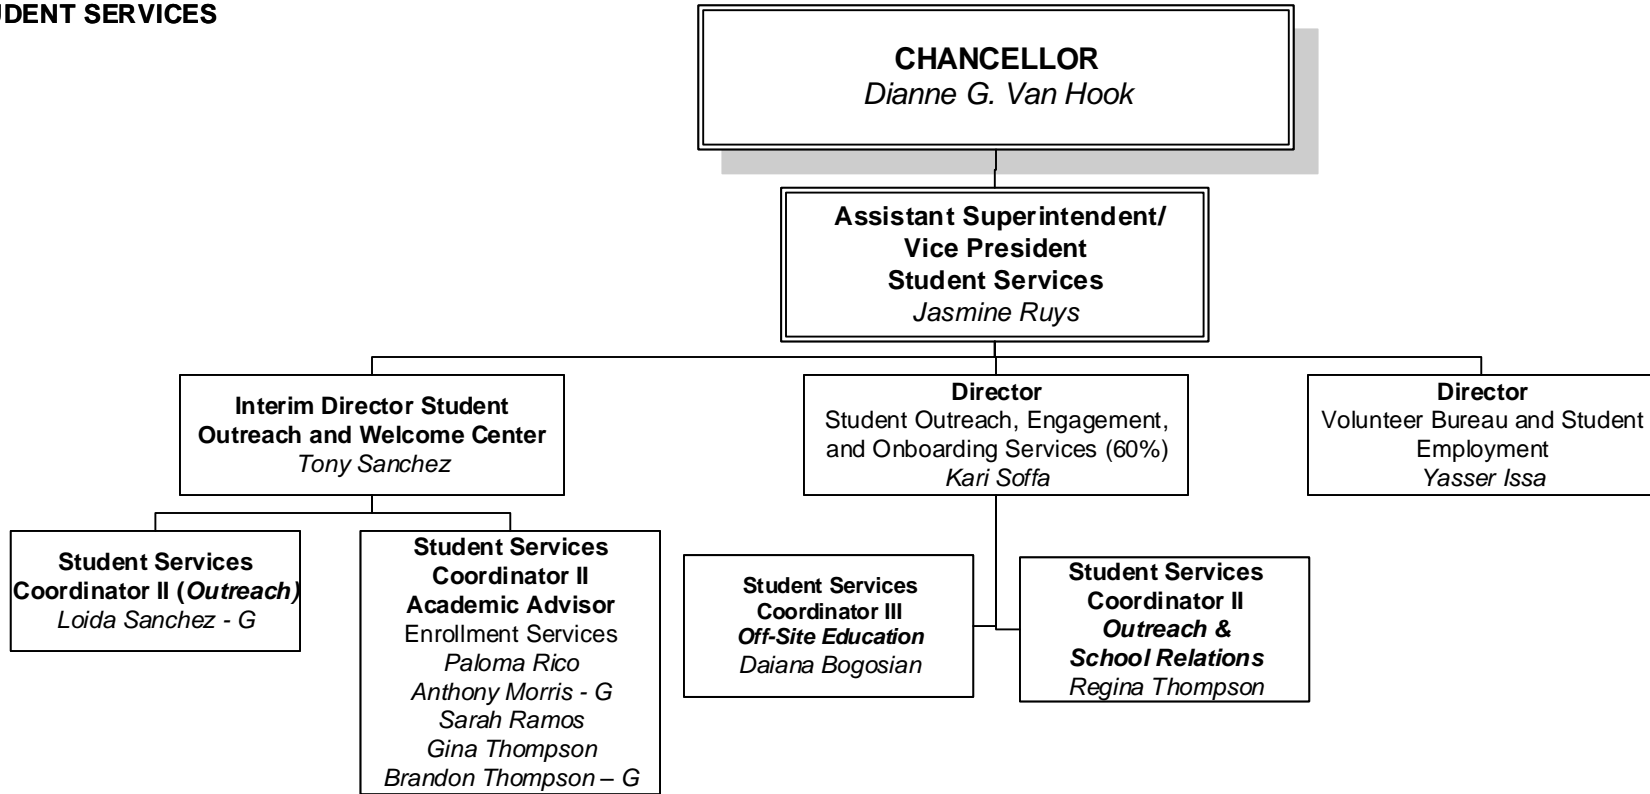 UDENT SERVICES
CHANCELLOR
Dianne G. Van Hook
Assistant Superintendent/
Vice President
Student Services
Jasmine Ruys
Interim Director Student
Outreach and Welcome Center
Tony Sanchez
Director
Student Outreach, Engagement,
and Onboarding Services (60%)
Kari Soffa
Director
Volunteer Bureau and Student
Employment
Yasser Issa
Student Services
Coordinator II (Outreach)
Loida Sanchez - G
Student Services
Coordinator II
Academic Advisor
Enrollment Services
Paloma Rico
Anthony Morris - G
Sarah Ramos
Gina Thompson
Brandon Thompson – G
Student Services
Coordinator III
Off-Site Education
Daiana Bogosian
Student Services
Coordinator II
Outreach &
School Relations
Regina Thompson